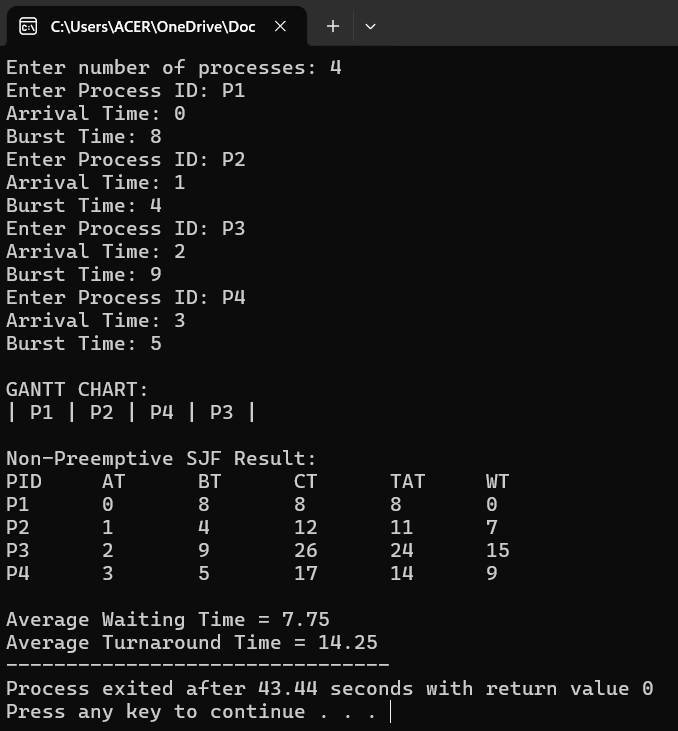 C:\Users\ACER\OneDrive\Doc
Enter number of processes: 4
Enter Process ID: P1
Arrival Time: 0
Burst Time: 8
Enter Process ID: P2
Arrival Time: 1
Burst Time: 4
Enter Process ID: P3
Arrival Time: 2
Burst Time: 9
Enter Process ID: P4
Arrival Time: 3
Burst Time: 5

GANTT CHART:
| P1 | P2 | P4 | P3 |

Non-Preemptive SJF Result:
PID     AT      BT      CT      TAT     WT
P1      0       8       8       8       0
P2      1       4       12      11      7
P3      2       9       26      24      15
P4      3       5       17      14      9

Average Waiting Time = 7.75
Average Turnaround Time = 14.25
--------------------------------
Process exited after 43.44 seconds with return value 0
Press any key to continue . . .